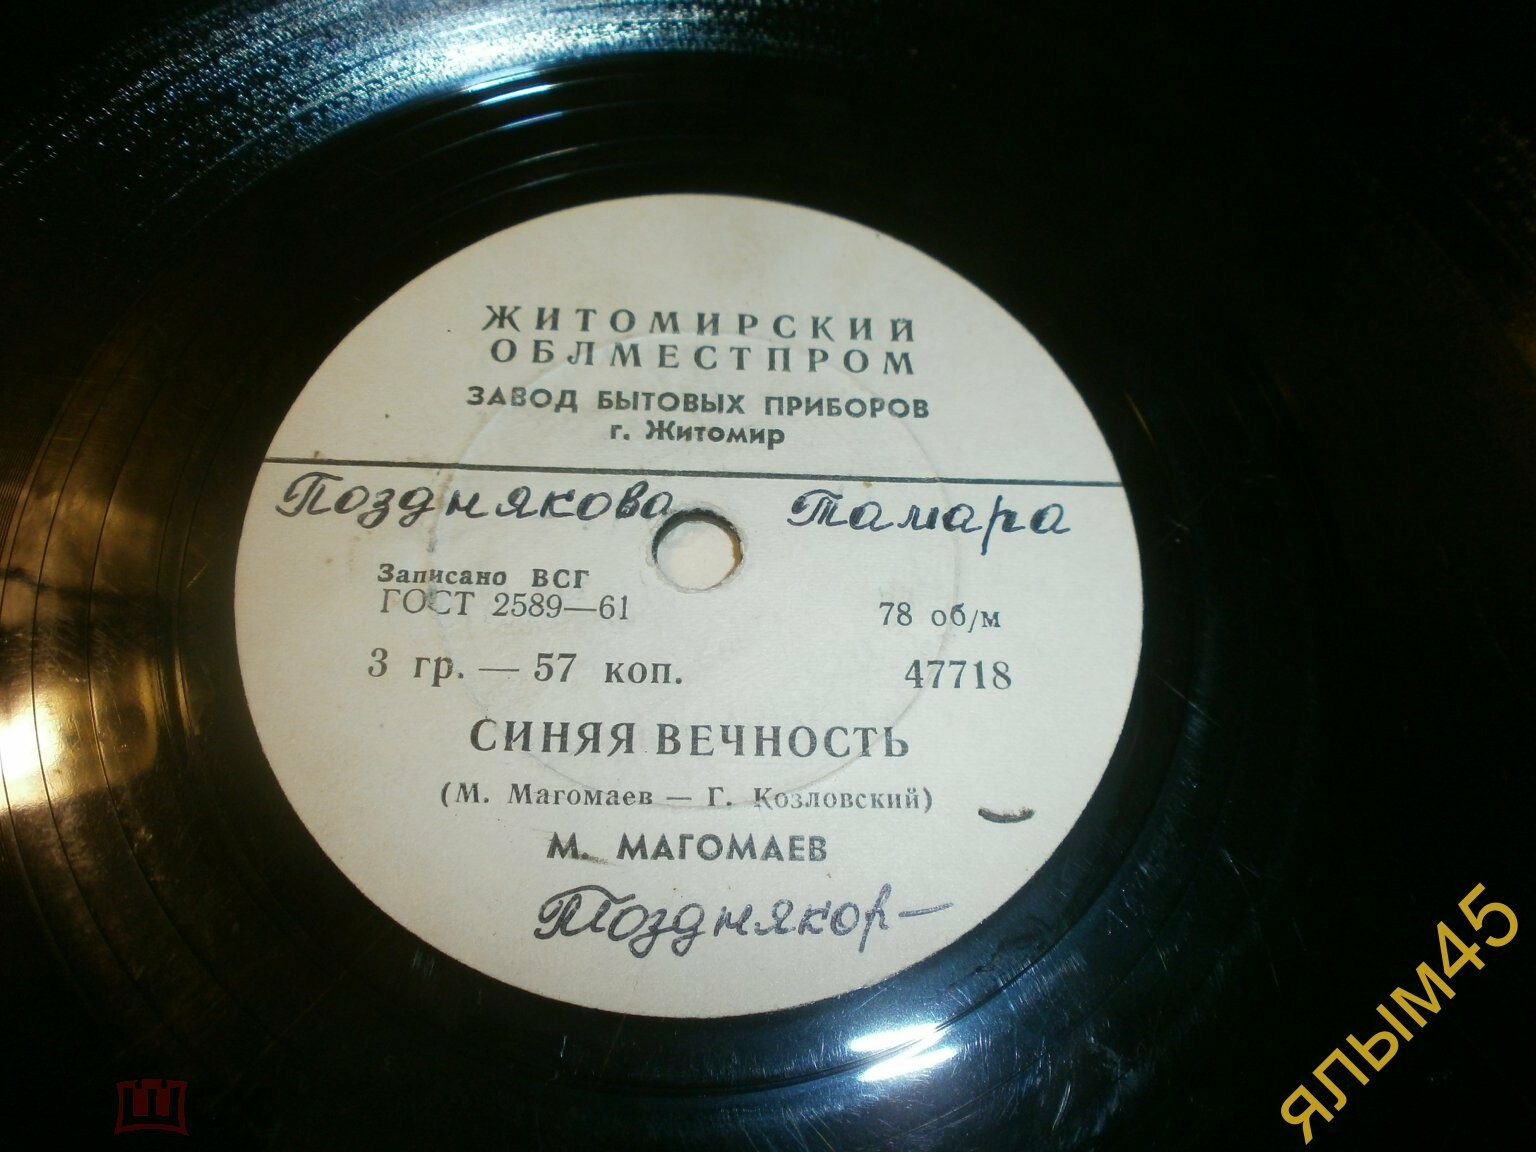 ЖИТОМИРСКИЙ
ОБЛМЕСТПРОМ
ЗАВОД БЫТОВЫХ ПРИБОРОВ
г. Житомир
Позднякова Тамара
Записано ВСГ
ГОСТ 2589—61
78 об/м
3 гр. — 57 коп.
47718
СИНЯЯ ВЕЧНОСТЬ
(М. Магомаев — Г. Козловский)
М. МАГОМАЕВ
ялым45